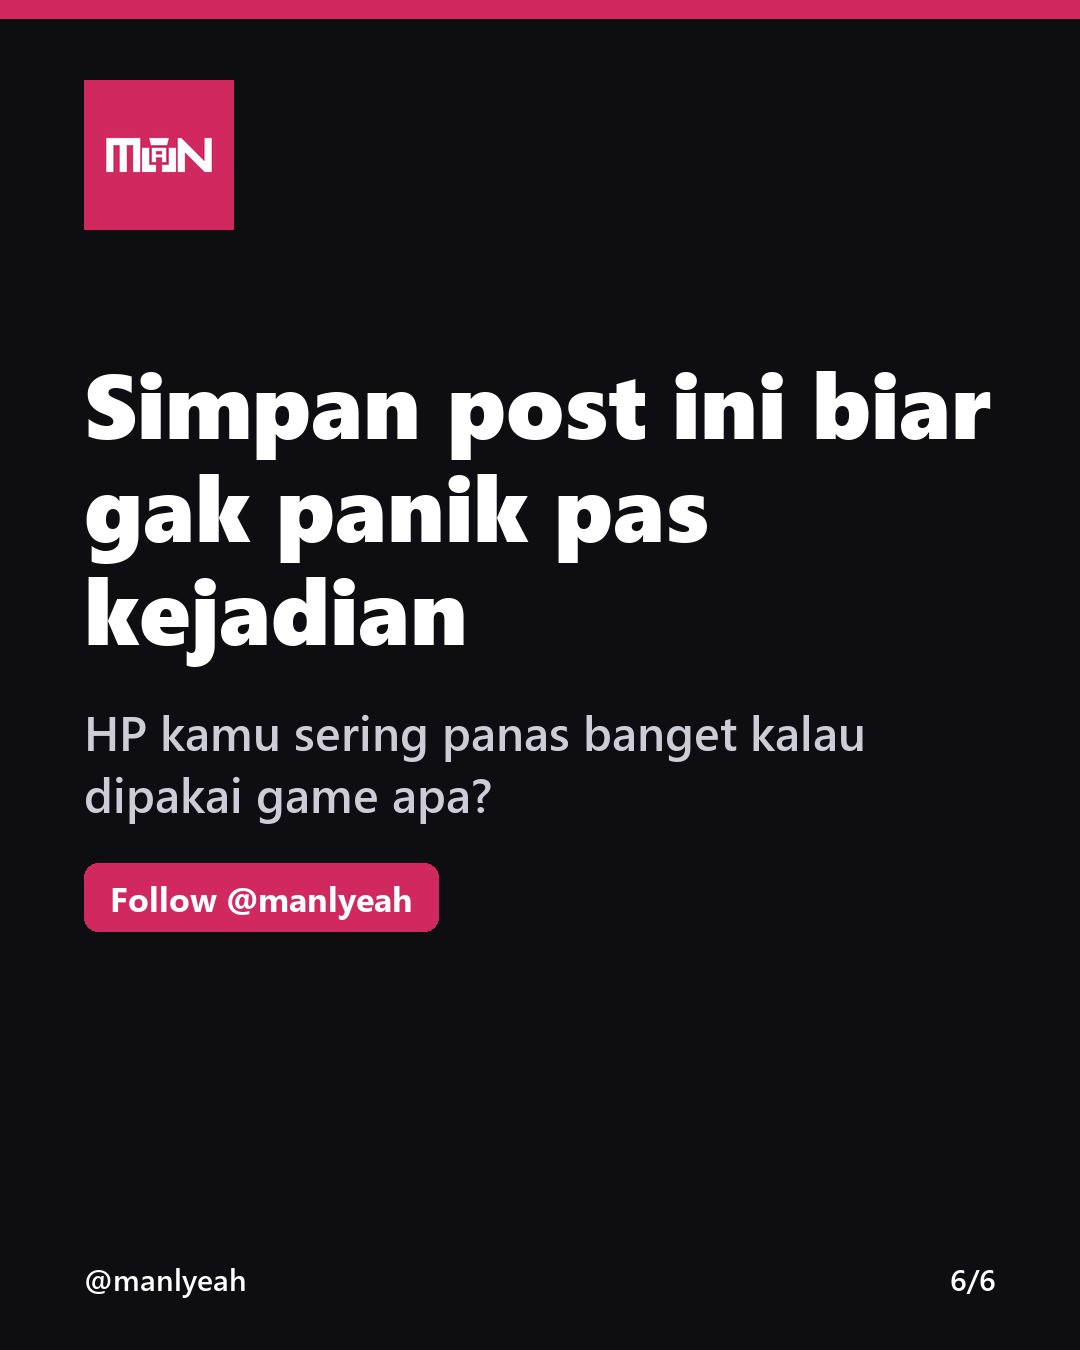 MAN
Simpan post ini biar
gak panik pas
kejadian
HP kamu sering panas banget kalau
dipakai game apa?
Follow @manlyeah
@manlyeah
6/6